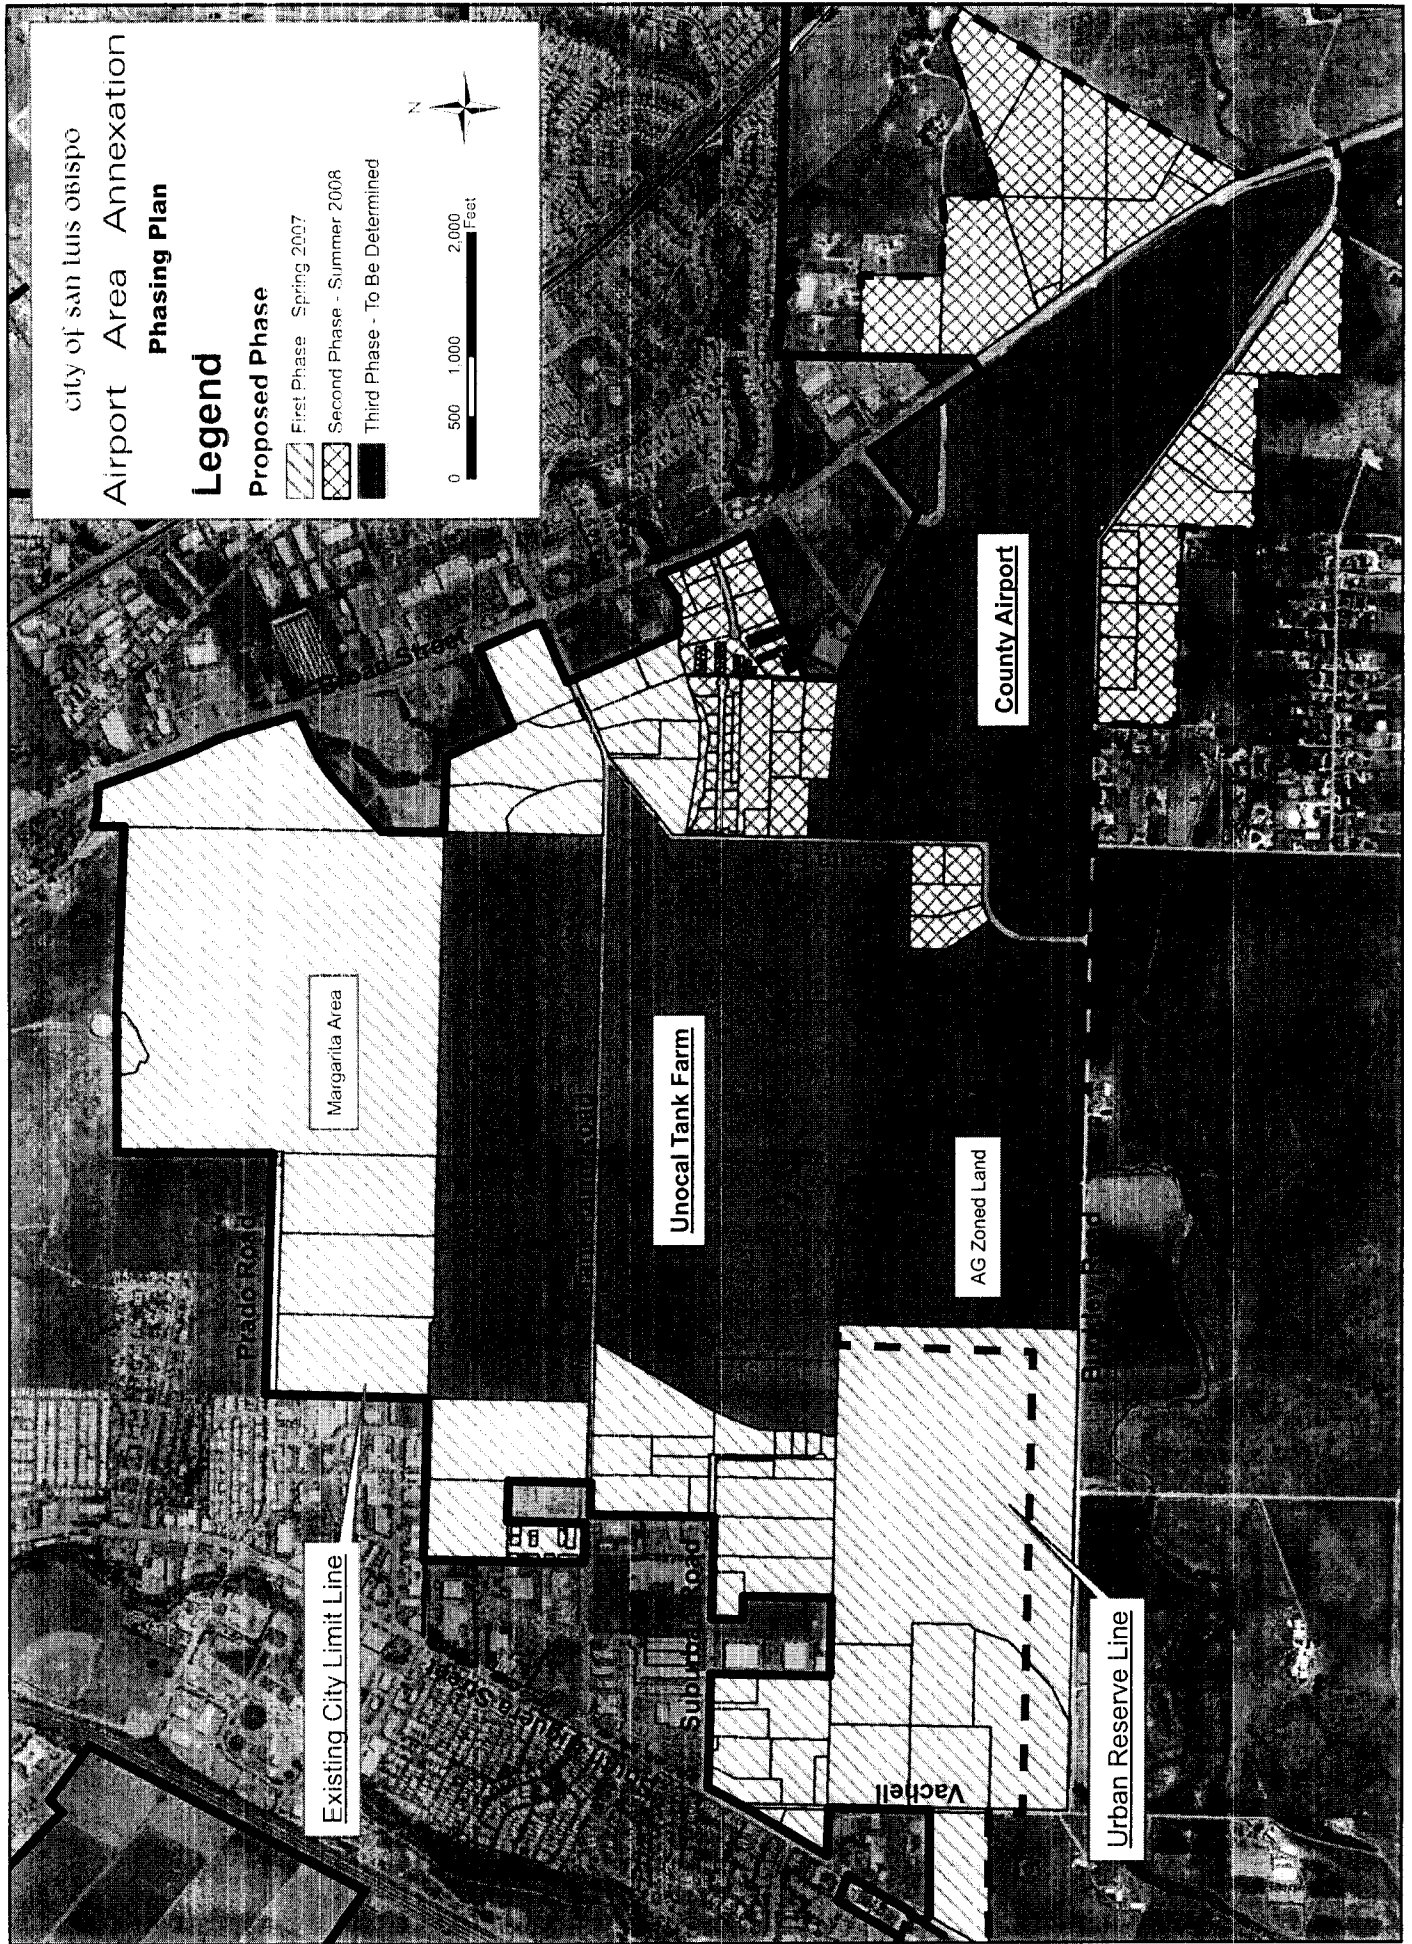 city of san luis obispo
Airport Area Annexation
Phasing Plan
Legend
Proposed Phase
First Phase Spring 2007
Second Phase - Summer 2008
Third Phase - To Be Determined
N
0 500 1,000 2,000
Feet
Broad Street
Margarita Area
Prado Road
Existing City Limit Line
Unocal Tank Farm
County Airport
AG Zoned Land
Suburban Road
Vachell
Urban Reserve Line